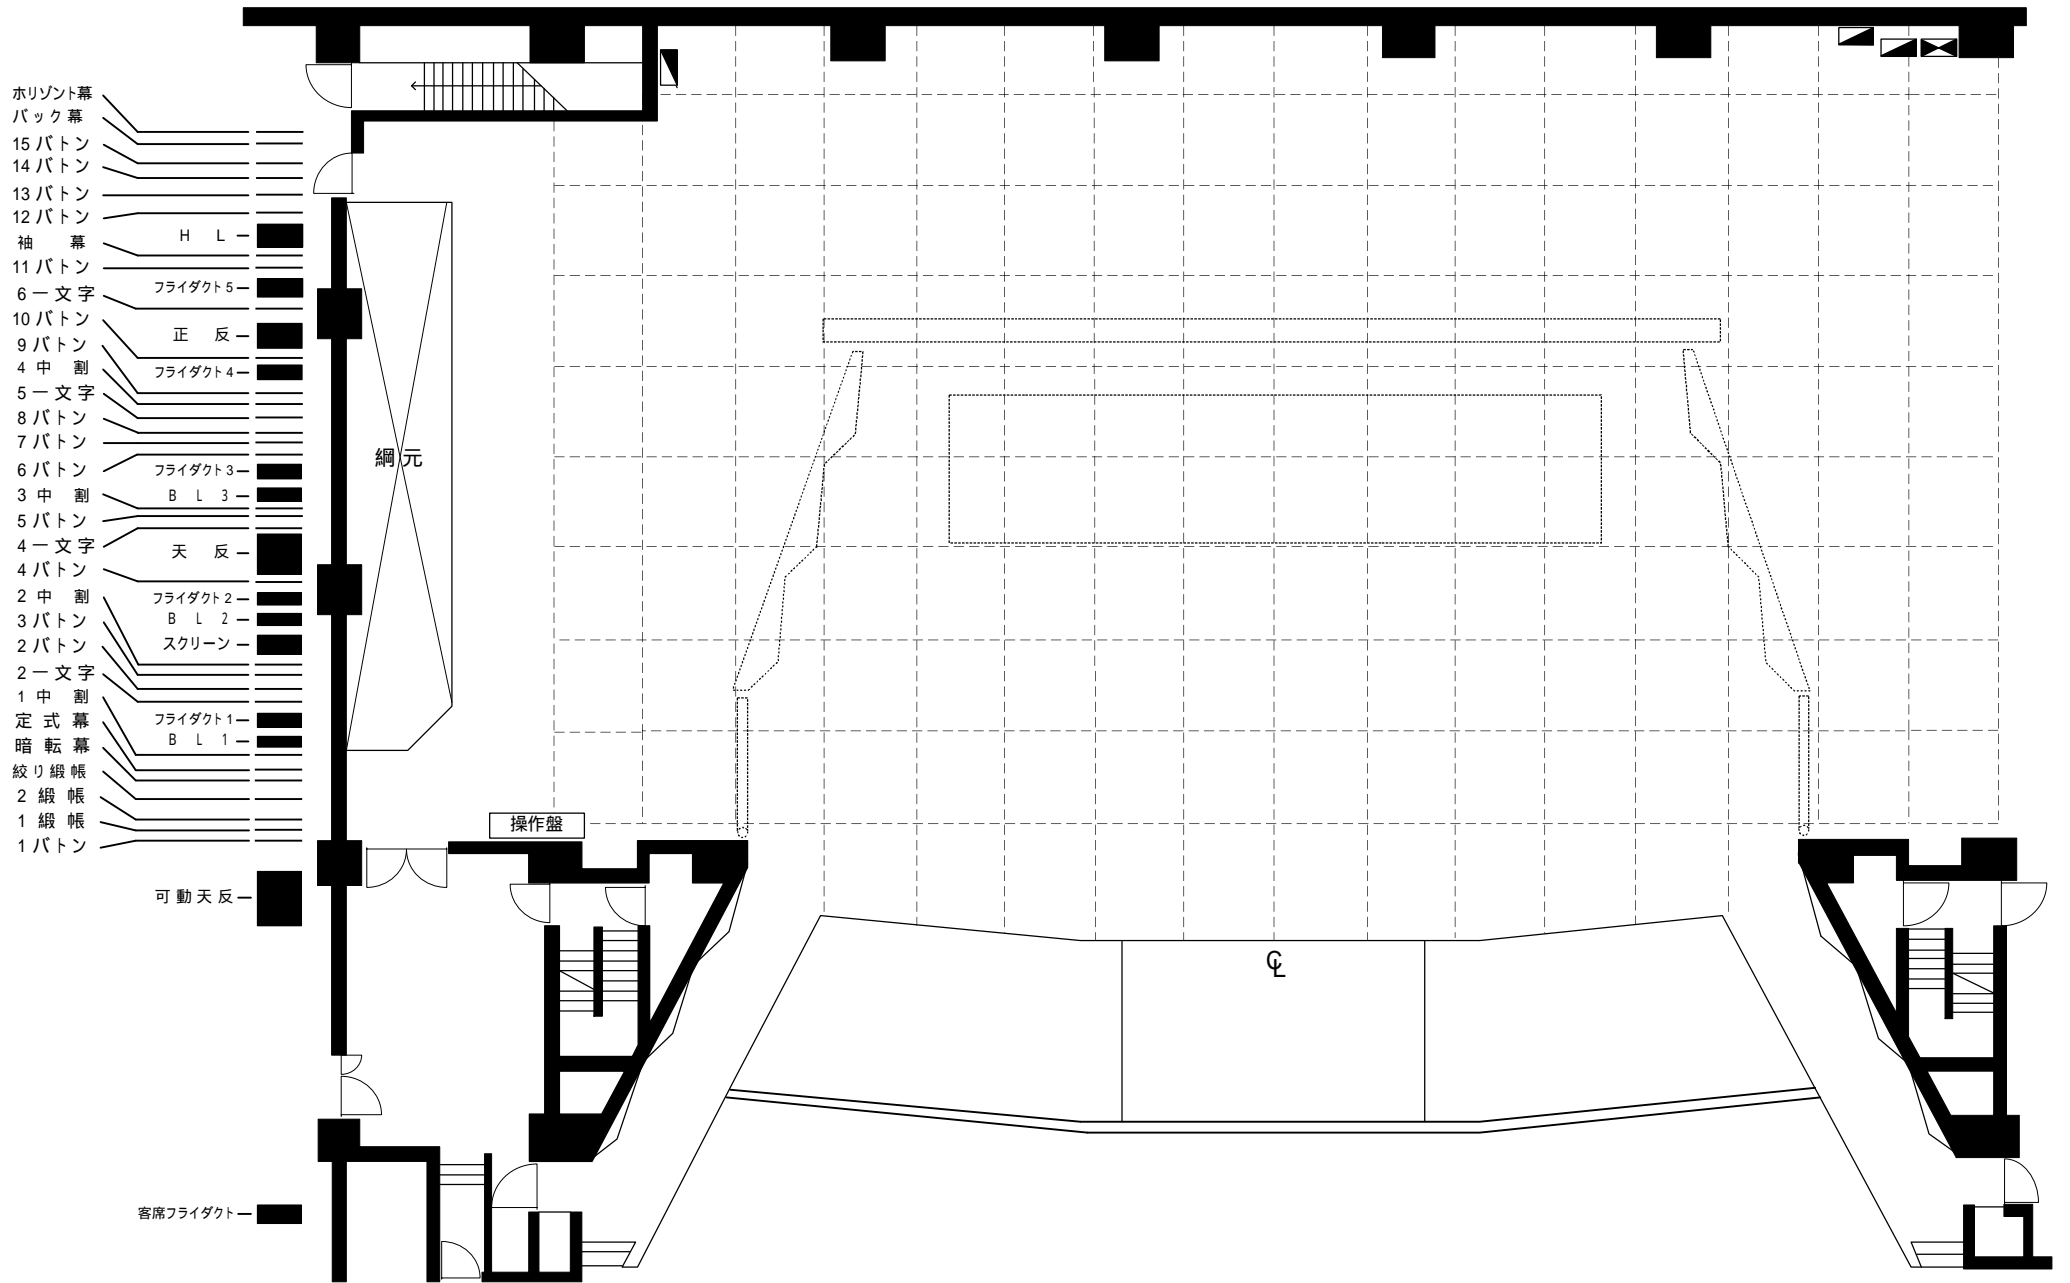 ホリゾント幕
バック幕
15バトン
14バトン
13バトン
12バトン
H L
袖 幕
11バトン
フライダクト5
6一文字
10バトン
正 反
9バトン
4中 割
フライダクト4
5一文字
8バトン
7バトン
綱元
6バトン
フライダクト3
3中 割
B L 3
5バトン
4一文字
天 反
4バトン
2中 割
フライダクト2
3バトン
B L 2
2バトン
スクリーン
2一文字
1中 割
定式幕
フライダクト1
暗転幕
B L 1
絞り緞帳
2緞帳
1緞帳
操作盤
1バトン
可動天反
℄
客席フライダクト